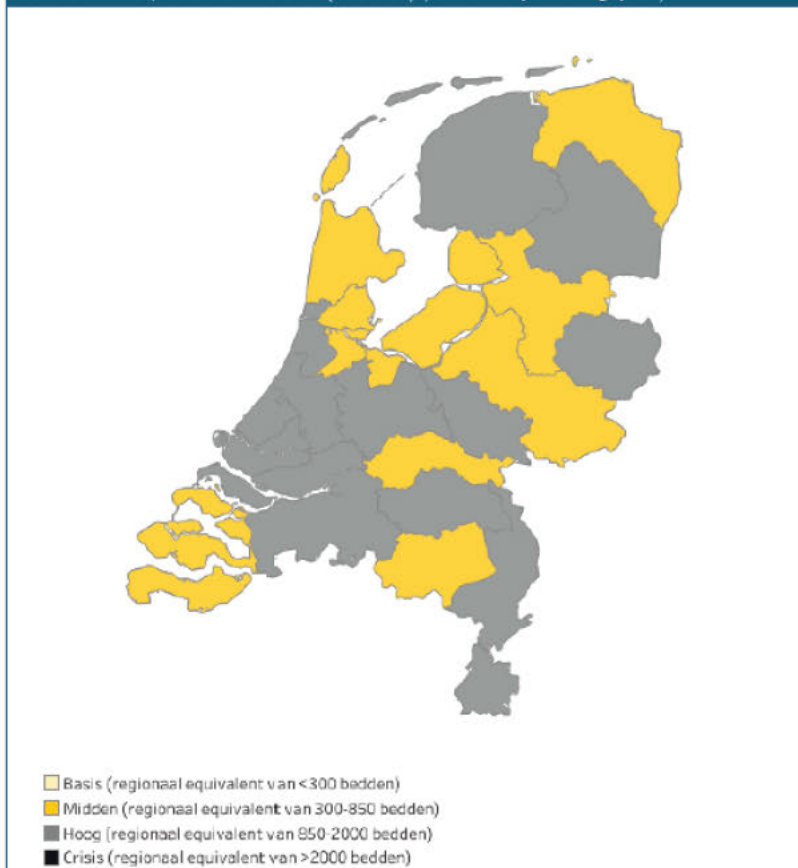 Basis (regionaal equivalent van <300 bedden)
Midden (regionaal equivalent van 300-850 bedden)
Hoog (regionaal equivalent van 850-2000 bedden)
Crisis (regionaal equivalent van >2000 bedden)